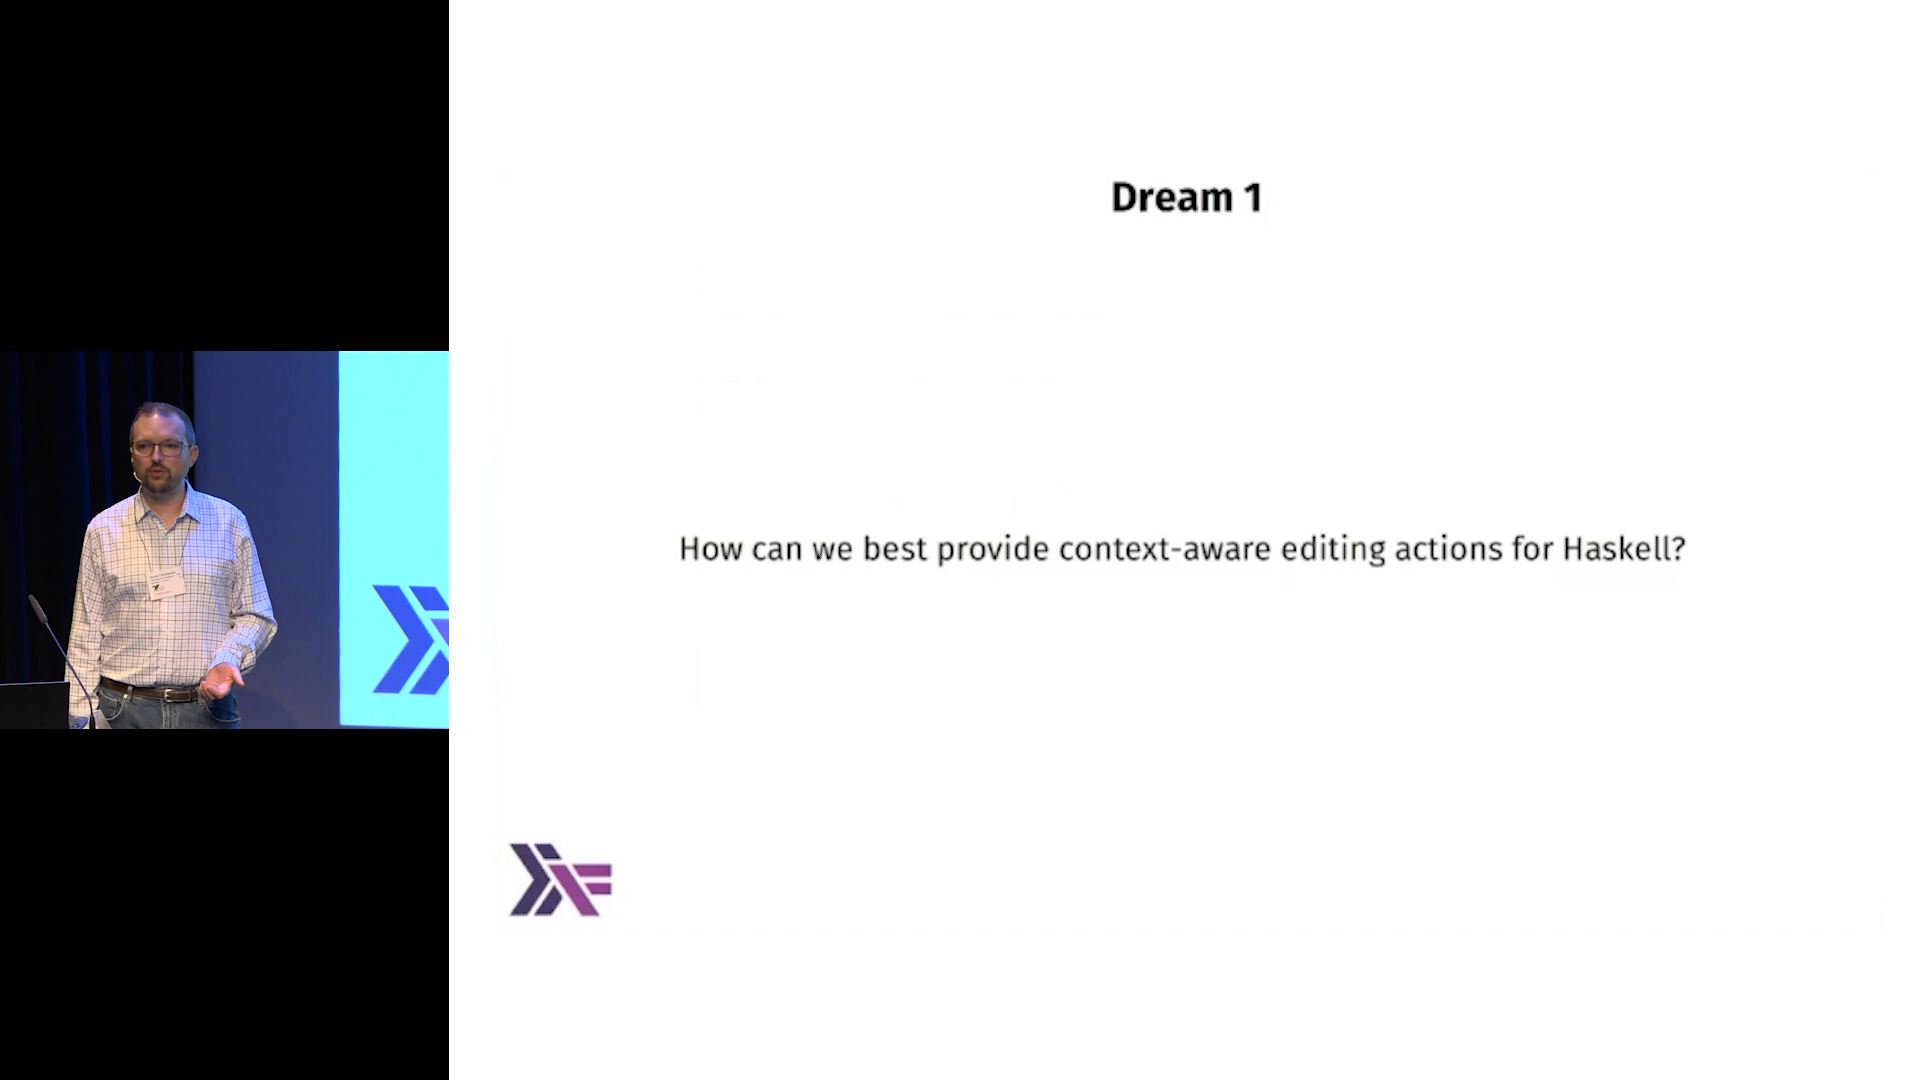 Dream 1
How can we best provide context-aware editing actions for Haskell?